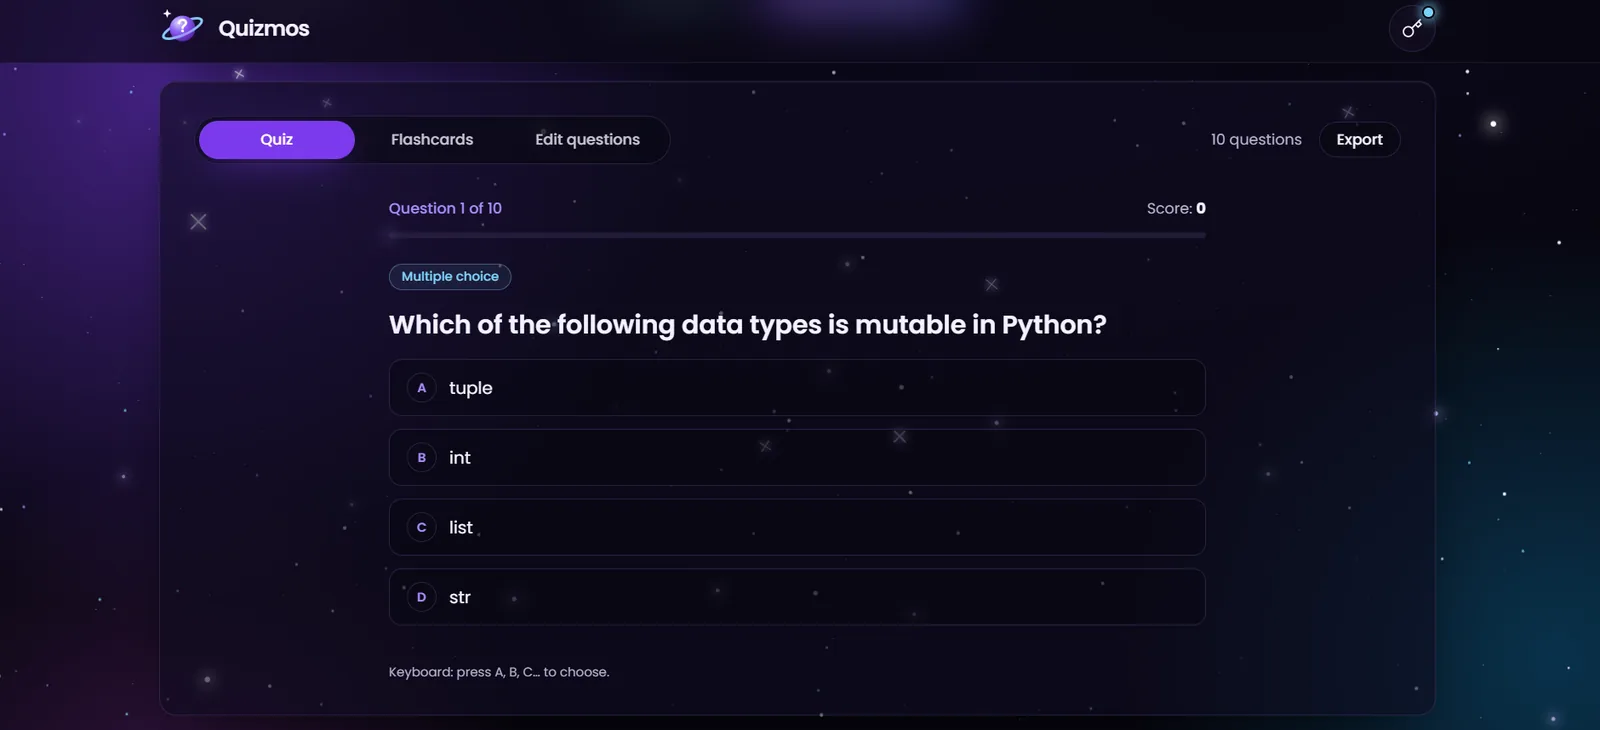 ?
Quizmos
Quiz
Flashcards
Edit questions
10 questions
Export
Question 1 of 10
Score: 0
Multiple choice
Which of the following data types is mutable in Python?
A tuple
B int
C list
D str
Keyboard: press A, B, C... to choose.